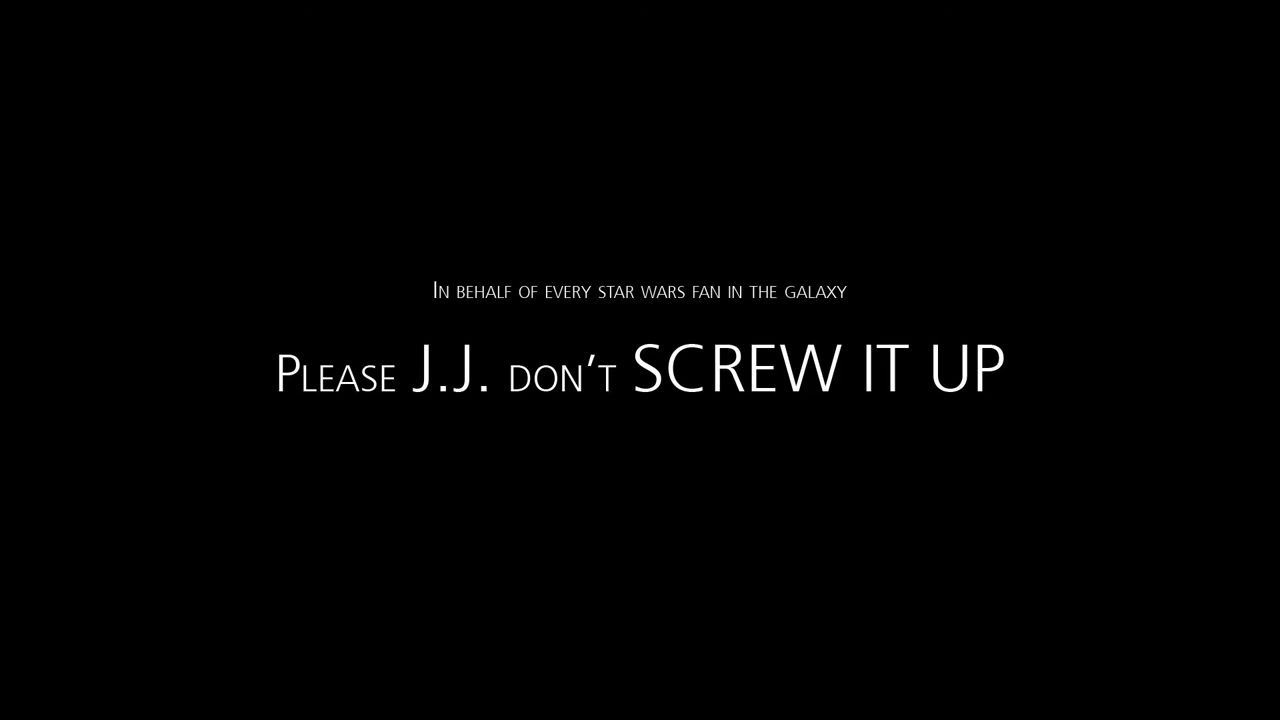 In behalf of every star wars fan in the galaxy
Please J.J. don't SCREW IT UP